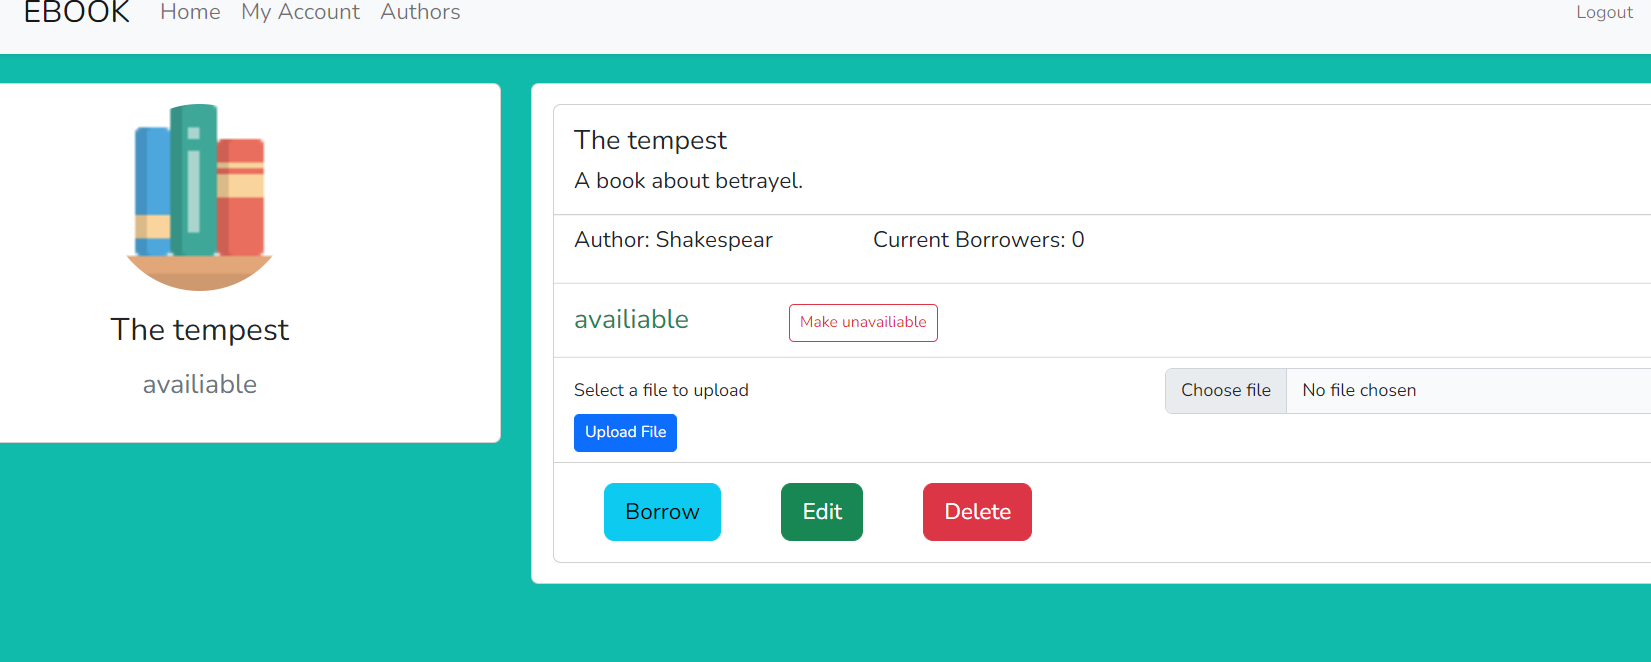 EBOOK Home My Account Authors Logout
The tempest
availiable
The tempest
A book about betrayel.
Author: Shakespear Current Borrowers: 0
availiable Make unavailiable
Select a file to upload Choose file No file chosen
Upload File
Borrow Edit Delete